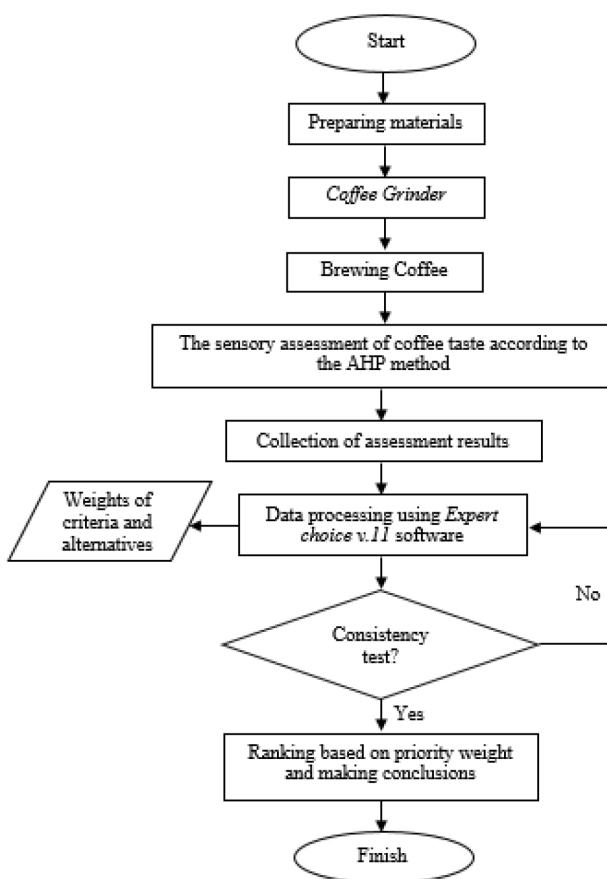 Start
Preparing materials
Coffee Grinder
Brewing Coffee
The sensory assessment of coffee taste according to
the AHP method
Collection of assessment results
Weights of
criteria and
alternatives
Data processing using Expert
choice v.11 software
No
Consistency
test?
Yes
Ranking based on priority weight
and making conclusions
Finish